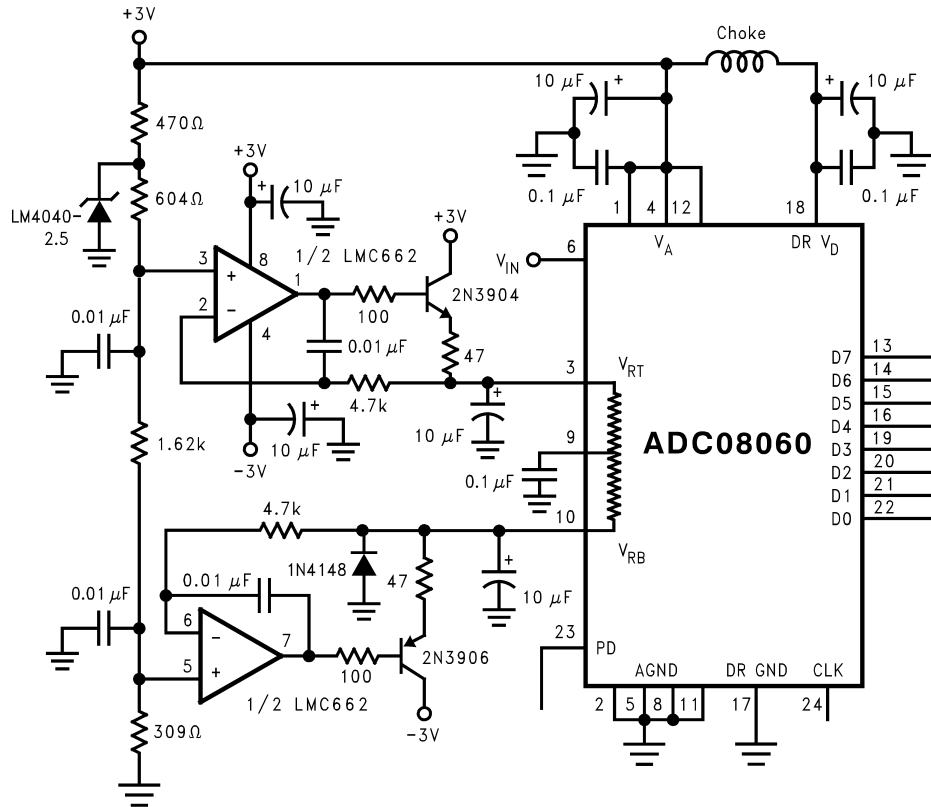 +3V
Choke
10 µF
+
+
10 µF
470Ω
+3V
0.1 µF
0.1 µF
604Ω
+
10 µF
LM4040-
2.5
+3V
1
4
12
18
8
1/2 LMC662
V_A
DR V_D
V_IN
6
3
+
1
2N3904
2
−
100
0.01 µF
4
0.01 µF
47
13
D7
14
D6
4.7k
3
V_RT
15
D5
+
+
16
D4
1.62k
10 µF
10 µF
9
ADC08060
19
D3
−3V
20
D2
0.1 µF
21
D1
4.7k
10
22
D0
V_RB
1N4148
+
0.01 µF
47
0.01 µF
10 µF
6
−
7
23
PD
5
+
100
2N3906
AGND
DR GND
CLK
1/2 LMC662
2
5
8
11
17
24
309Ω
−3V